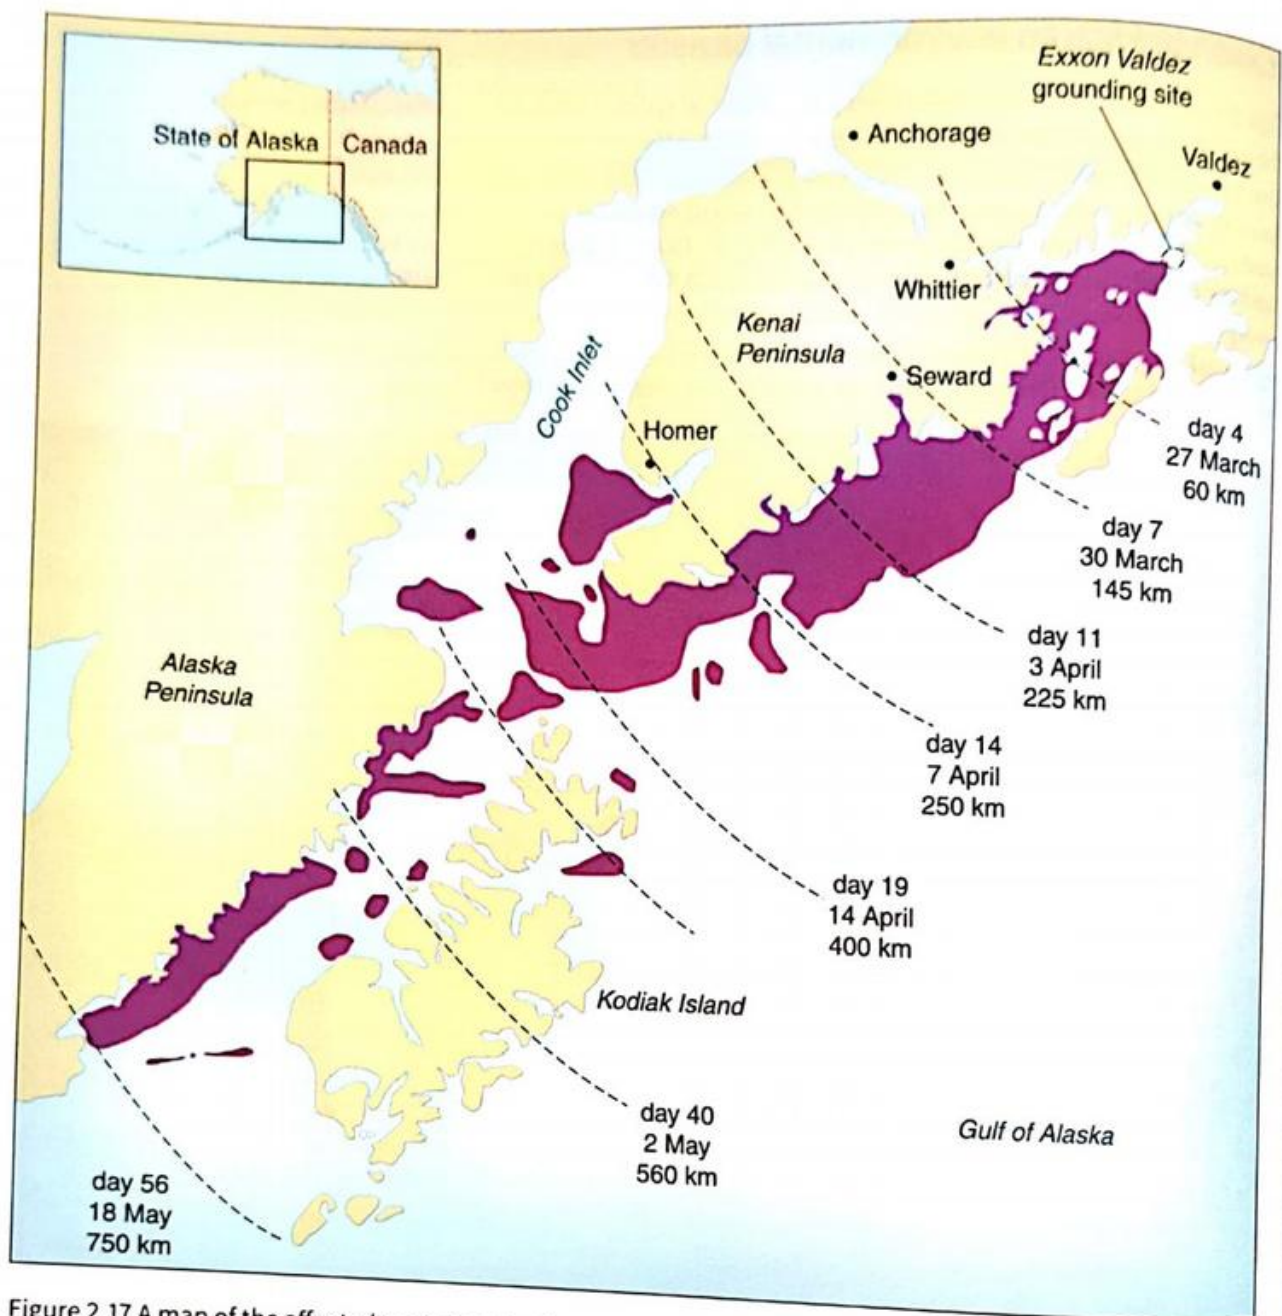 Exxon Valdez
grounding site
State of Alaska
Canada
Anchorage
Valdez
Whittier
Kenai
Peninsula
Seward
Cook Inlet
Homer
day 4
27 March
60 km
day 7
30 March
145 km
day 11
3 April
225 km
Alaska
Peninsula
day 14
7 April
250 km
day 19
14 April
400 km
Kodiak Island
day 40
2 May
560 km
Gulf of Alaska
day 56
18 May
750 km
Figure 2.17 A map of the